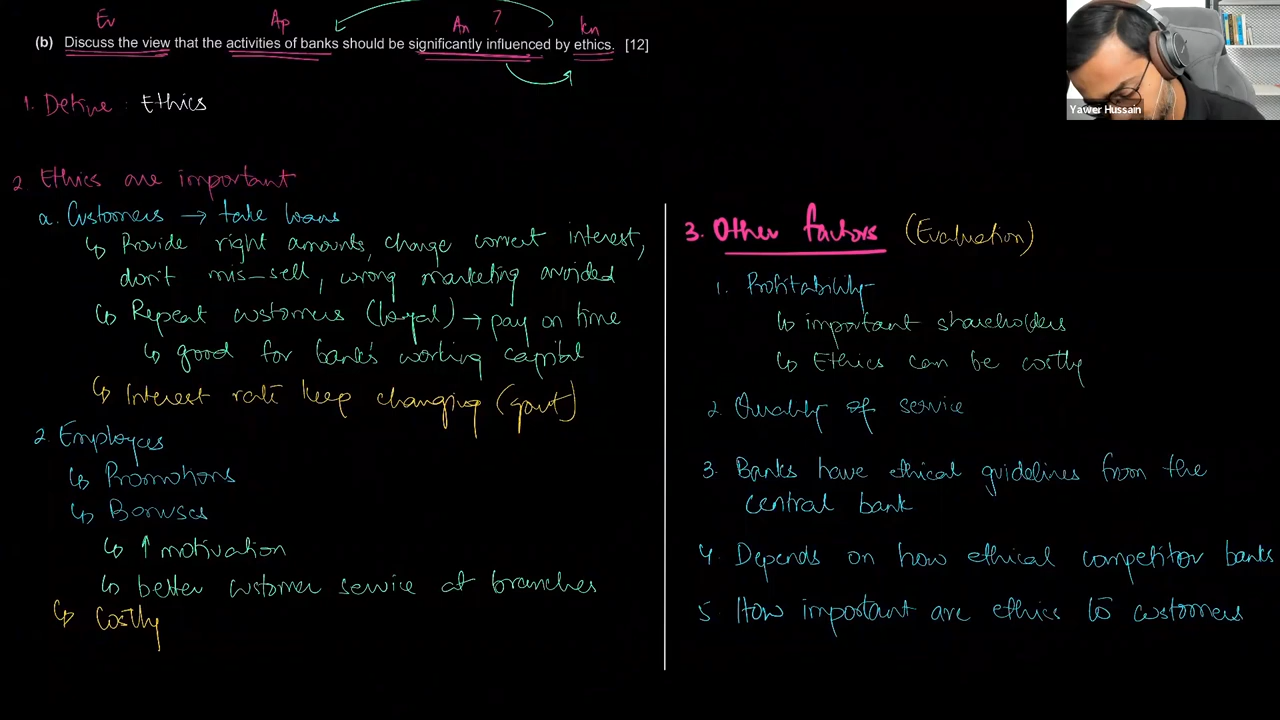 Ev Ap An ? Kn
(b) Discuss the view that the activities of banks should be significantly influenced by ethics. [12]
Yawer Hussain
1. Define : Ethics
2. Ethics are important
a. Customers → take loans
↳ Provide right amounts, change correct interest,
don't mis-sell, wrong marketing avoided
↳ Repeat customers (loyal) → pay on time
↳ good for bank's working capital
↳ Interest rate keep changing (govt)
2. Employees
↳ Promotions
↳ Bonuses
↳ ↑ motivation
↳ better customer service at branches
↳ Costly
3. Other factors (Evaluation)
1. Profitability
↳ important shareholders
↳ Ethics can be costly
2. Quality of service
3. Banks have ethical guidelines from the
central bank
4. Depends on how ethical competitor banks
5. How important are ethics to customers